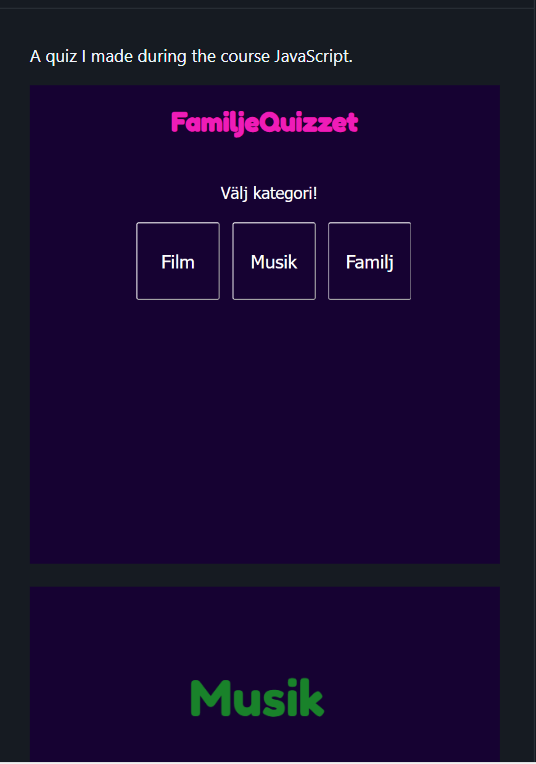 A quiz I made during the course JavaScript.
FamiljeQuizzet
Välj kategori!
Film
Musik
Familj
Musik